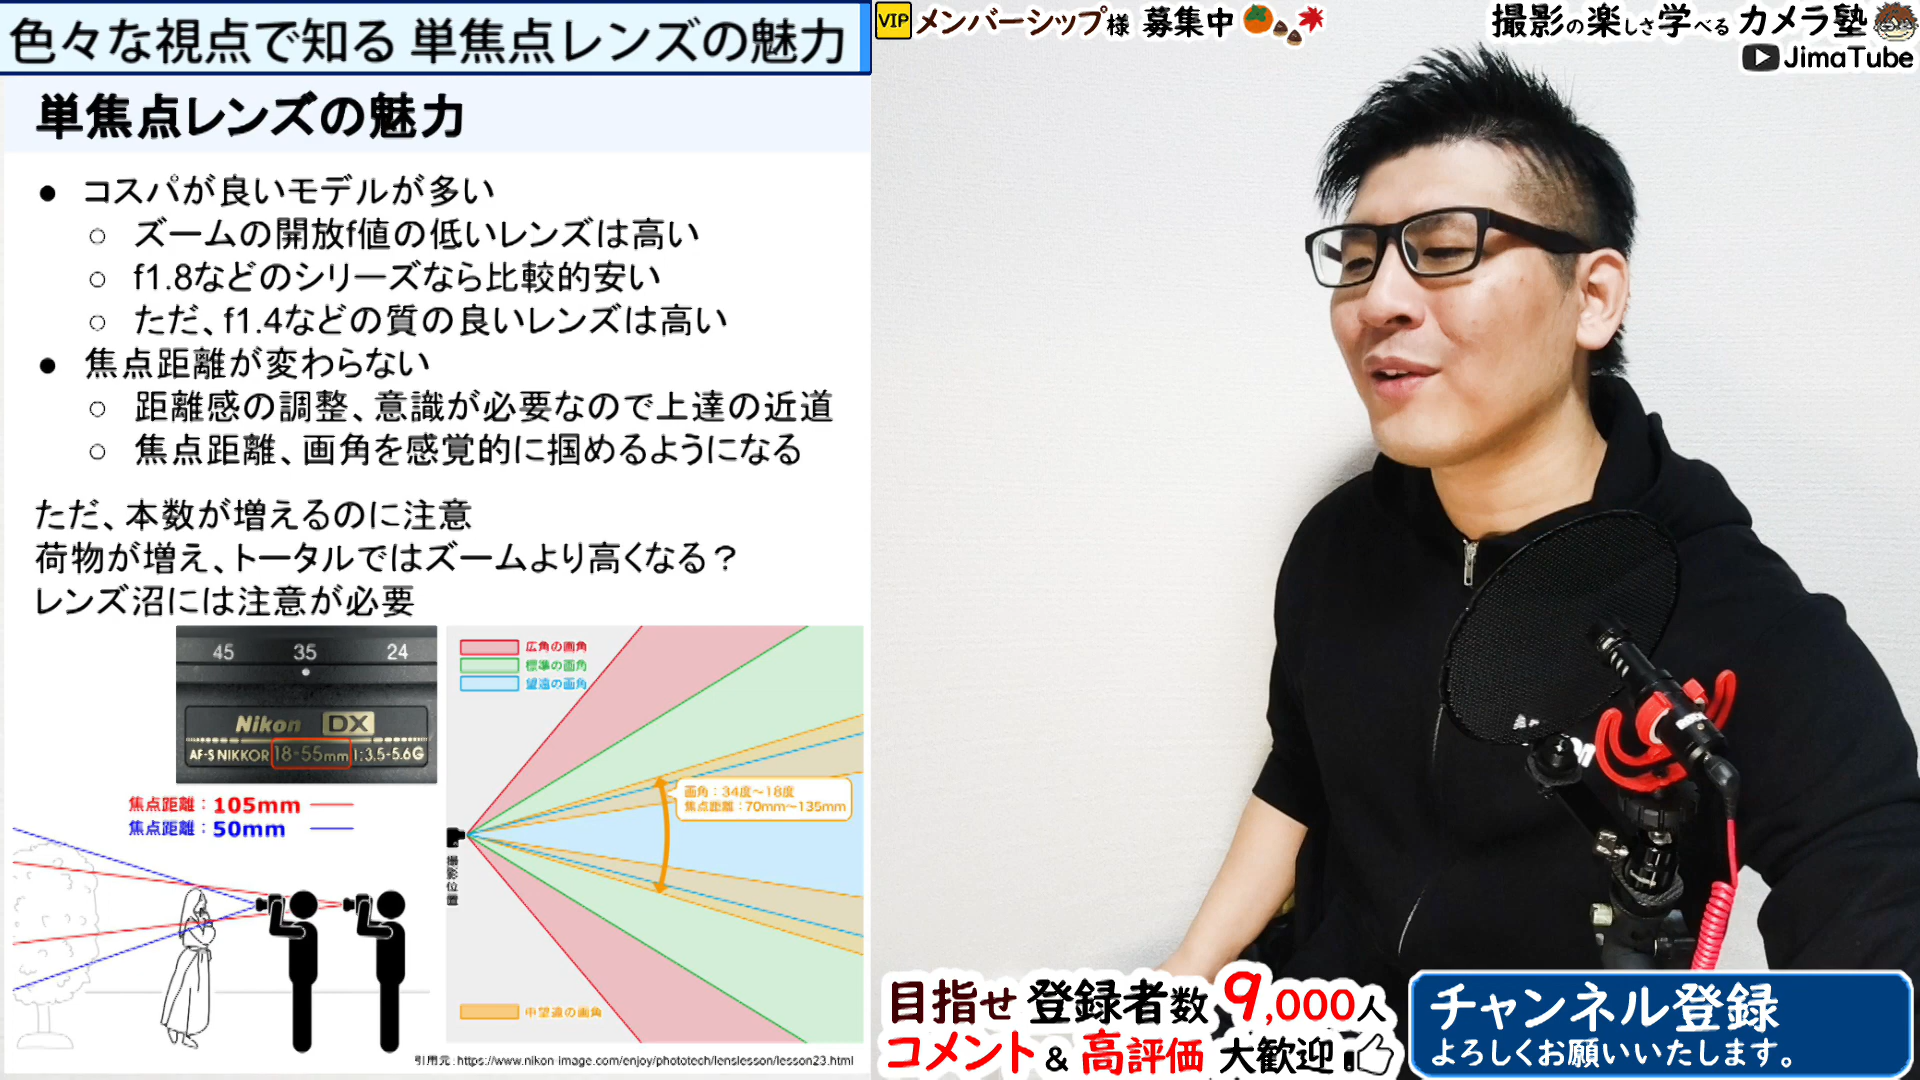 色々な視点で知る 単焦点レンズの魅力
単焦点レンズの魅力
● コスパが良いモデルが多い
○ ズームの開放f値の低いレンズは高い
○ f1.8などのシリーズなら比較的安い
○ ただ、f1.4などの質の良いレンズは高い
● 焦点距離が変わらない
○ 距離感の調整、意識が必要なので上達の近道
○ 焦点距離、画角を感覚的に掴めるようになる
ただ、本数が増えるのに注意
荷物が増え、トータルではズームより高くなる？
レンズ沼には注意が必要
45 35 24
Nikon DX
AF-S NIKKOR 18-55mm 1:3.5-5.6G
焦点距離：105mm
焦点距離：50mm
広角の画角
標準の画角
望遠の画角
画角：34度～18度
焦点距離：70mm～135mm
撮影位置
中望遠の画角
引用元：https://www.nikon-image.com/enjoy/phototech/lenslesson/lesson23.html
VIP メンバーシップ様 募集中
撮影の楽しさ学べる カメラ塾
JimaTube
目指せ 登録者数 9,000人
コメント & 高評価 大歓迎
チャンネル登録
よろしくお願いいたします。